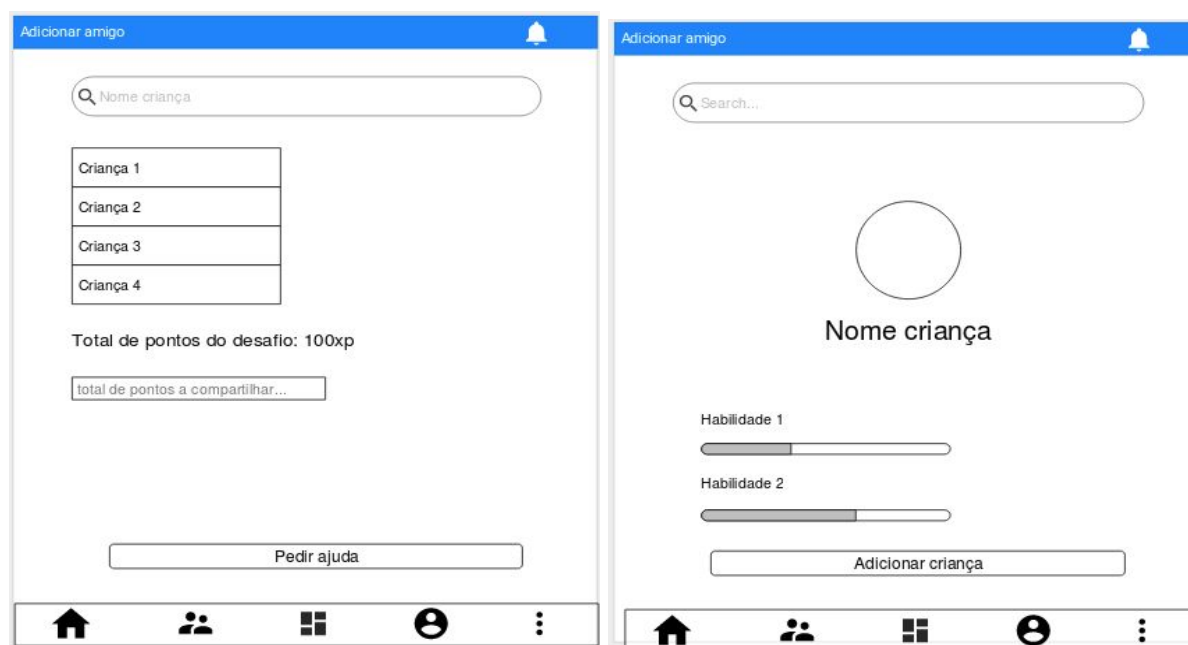 Adicionar amigo
Nome criança
Criança 1
Criança 2
Criança 3
Criança 4
Total de pontos do desafio: 100xp
total de pontos a compartilhar...
Pedir ajuda
Adicionar amigo
Search...
Nome criança
Habilidade 1
Habilidade 2
Adicionar criança